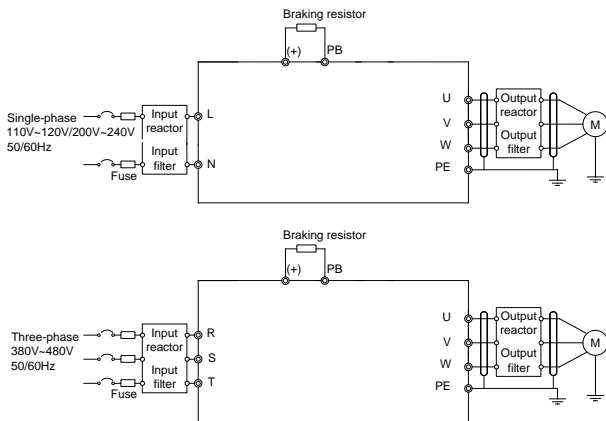 Braking resistor
(+)
PB
Single-phase
110V~120V/200V~240V
50/60Hz
Fuse
Input
reactor
Input
filter
L
N
U
V
W
PE
Output
reactor
Output
filter
M
Braking resistor
(+)
PB
Three-phase
380V~480V
50/60Hz
Fuse
Input
reactor
Input
filter
R
S
T
U
V
W
PE
Output
reactor
Output
filter
M